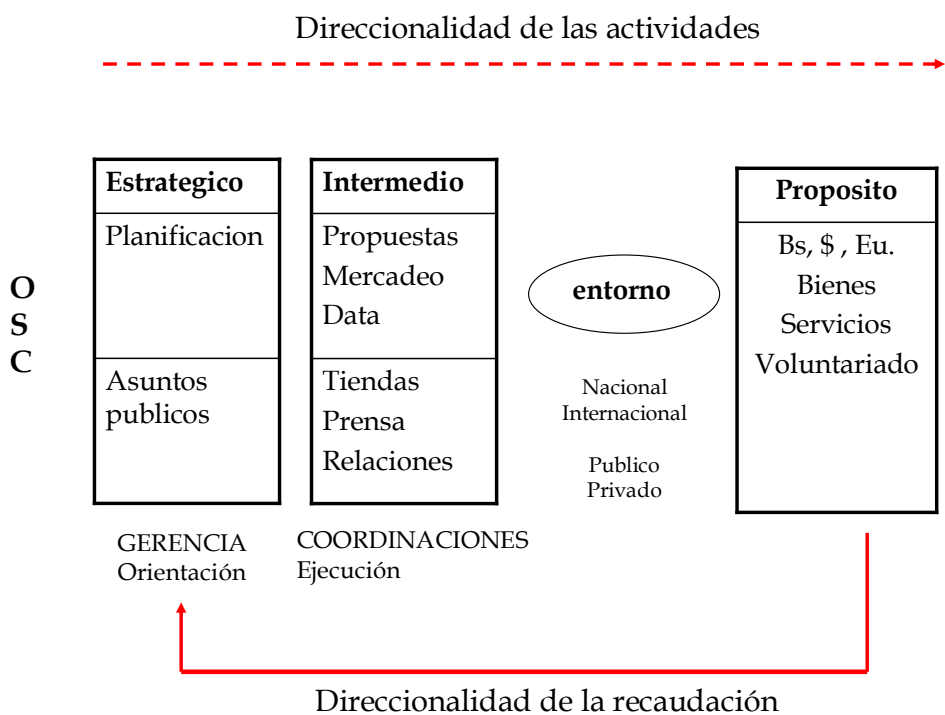 Direccionalidad de las actividades
O
S
C
Estrategico
Planificacion
Asuntos
publicos
GERENCIA
Orientación
Intermedio
Propuestas
Mercadeo
Data
Tiendas
Prensa
Relaciones
COORDINACIONES
Ejecución
entorno
Nacional
Internacional
Publico
Privado
Proposito
Bs, $ , Eu.
Bienes
Servicios
Voluntariado
Direccionalidad de la recaudación